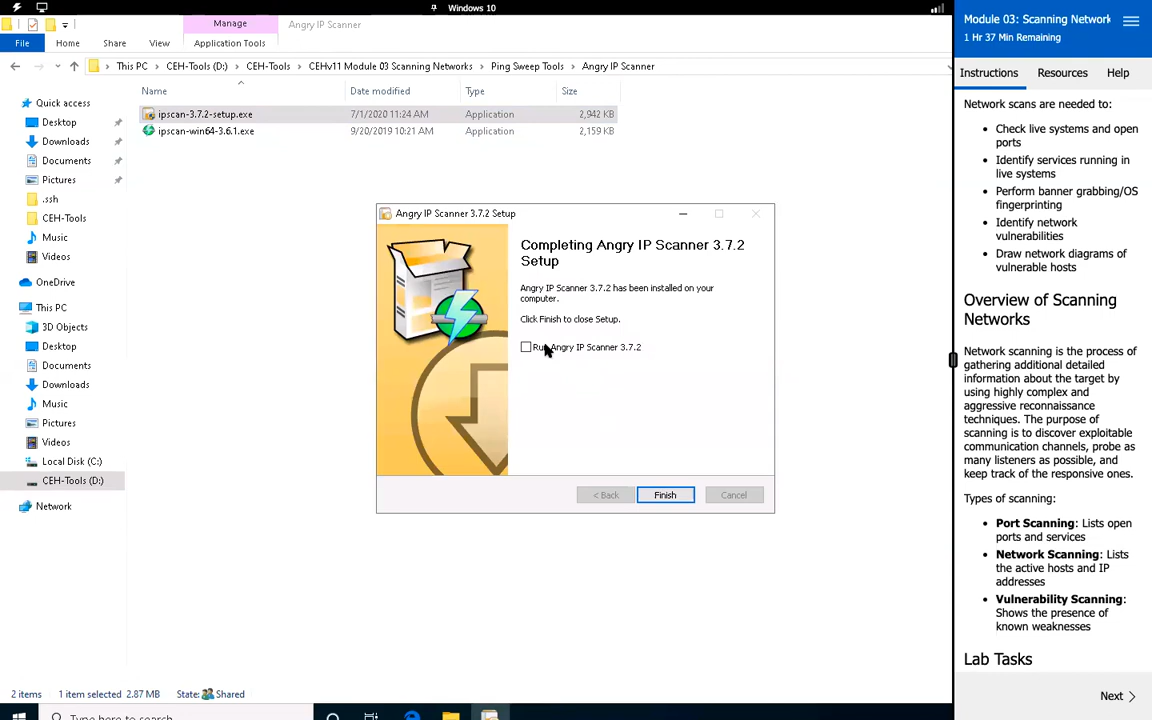 Windows 10
Manage
Angry IP Scanner
File
Home
Share
View
Application Tools
This PC > CEH-Tools (D:) > CEH-Tools > CEHv11 Module 03 Scanning Networks > Ping Sweep Tools > Angry IP Scanner
Name
Date modified
Type
Size
ipscan-3.7.2-setup.exe
7/1/2020 11:24 AM
Application
2,942 KB
ipscan-win64-3.6.1.exe
9/20/2019 10:21 AM
Application
2,159 KB
Quick access
Desktop
Downloads
Documents
Pictures
.ssh
CEH-Tools
Music
Videos
OneDrive
This PC
3D Objects
Desktop
Documents
Downloads
Music
Pictures
Videos
Local Disk (C:)
CEH-Tools (D:)
Network
Angry IP Scanner 3.7.2 Setup
Completing Angry IP Scanner 3.7.2
Setup
Angry IP Scanner 3.7.2 has been installed on your
computer.
Click Finish to close Setup.
Angry IP Scanner 3.7.2
< Back
Finish
Cancel
2 items
1 item selected 2.87 MB
State: Shared
Type here to search
Module 03: Scanning Network
1 Hr 37 Min Remaining
Instructions
Resources
Help
Network scans are needed to:
• Check live systems and open
ports
• Identify services running in
live systems
• Perform banner grabbing/OS
fingerprinting
• Identify network
vulnerabilities
• Draw network diagrams of
vulnerable hosts
Overview of Scanning
Networks
Network scanning is the process of
gathering additional detailed
information about the target by
using highly complex and
aggressive reconnaissance
techniques. The purpose of
scanning is to discover exploitable
communication channels, probe as
many listeners as possible, and
keep track of the responsive ones.
Types of scanning:
• Port Scanning: Lists open
ports and services
• Network Scanning: Lists
the active hosts and IP
addresses
• Vulnerability Scanning:
Shows the presence of
known weaknesses
Lab Tasks
Next >